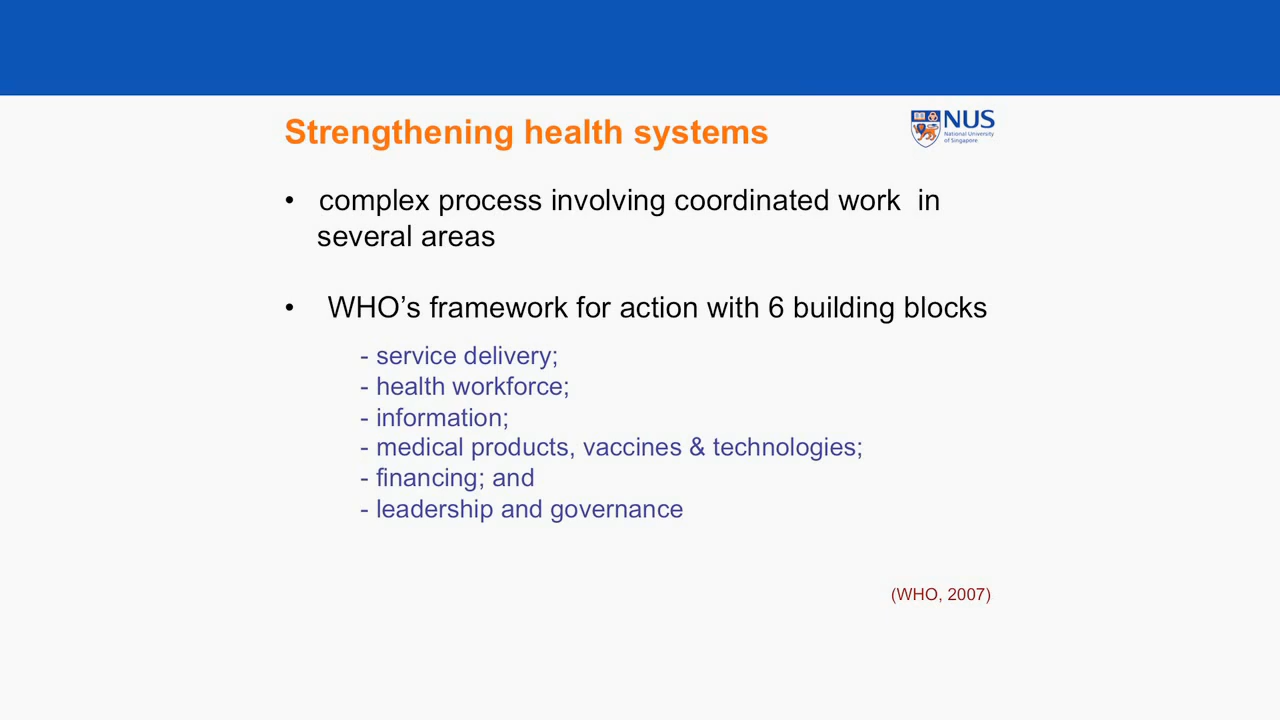 Strengthening health systems
NUS
National University
of Singapore
• complex process involving coordinated work in
several areas
• WHO’s framework for action with 6 building blocks
- service delivery;
- health workforce;
- information;
- medical products, vaccines & technologies;
- financing; and
- leadership and governance
(WHO, 2007)